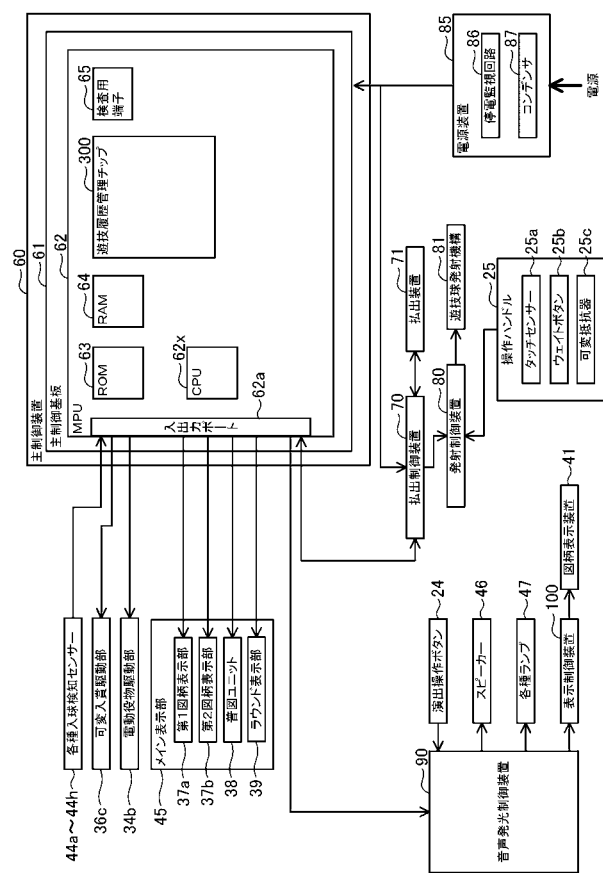 60
主制御装置
61
主制御基板
62
MPU
63
ROM
64
RAM
300
遊技履歴管理チップ
65
検査用
端子
62x
CPU
62a
入出力ポート
44a～44h
各種入球検知センサー
36c
可変入賞駆動部
34b
電動役物駆動部
45
メイン表示部
37a
第1図柄表示部
37b
第2図柄表示部
38
普図ユニット
39
ラウンド表示部
70
払出制御装置
71
払出装置
80
発射制御装置
81
遊技球発射機構
85
電源装置
86
停電監視回路
87
コンデンサ
電源
25
操作ハンドル
25a
タッチセンサー
25b
ウェイトボタン
25c
可変抵抗器
90
音声発光制御装置
24
演出操作ボタン
46
スピーカー
47
各種ランプ
100
表示制御装置
41
図柄表示装置